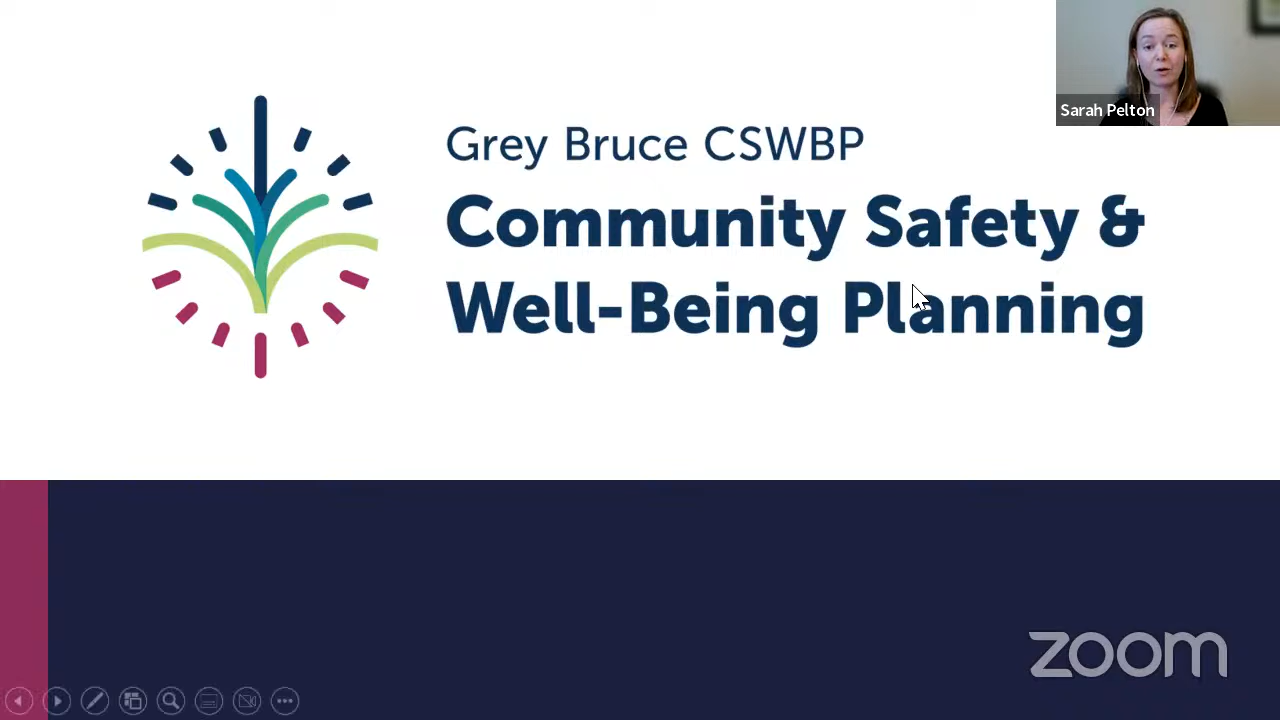 Sarah Pelton
Grey Bruce CSWBP
Community Safety &
Well-Being Planning
zoom